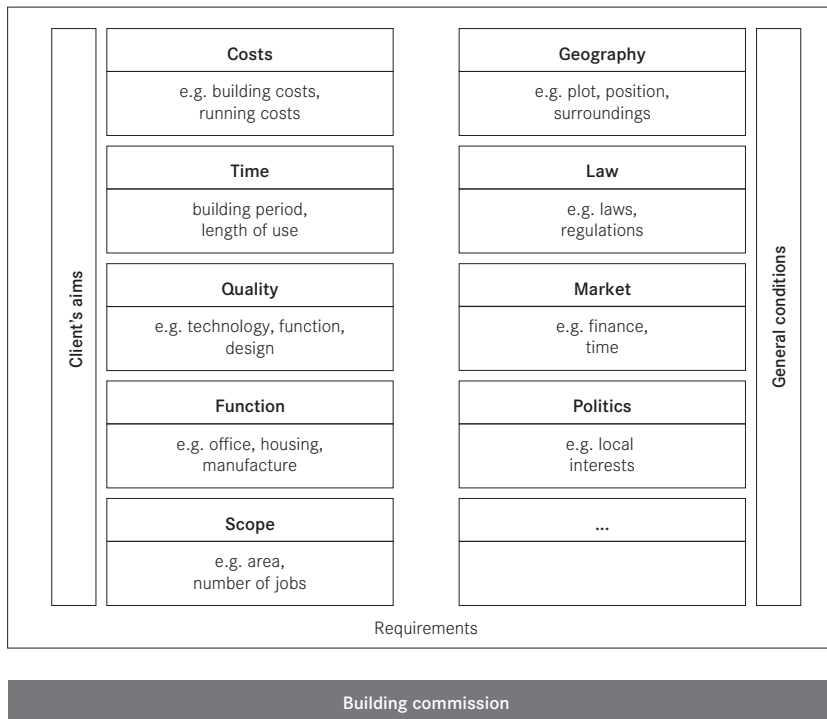 Client's aims
Costs
e.g. building costs,
running costs
Time
building period,
length of use
Quality
e.g. technology, function,
design
Function
e.g. office, housing,
manufacture
Scope
e.g. area,
number of jobs
Geography
e.g. plot, position,
surroundings
Law
e.g. laws,
regulations
Market
e.g. finance,
time
Politics
e.g. local
interests
...
General conditions
Requirements
Building commission